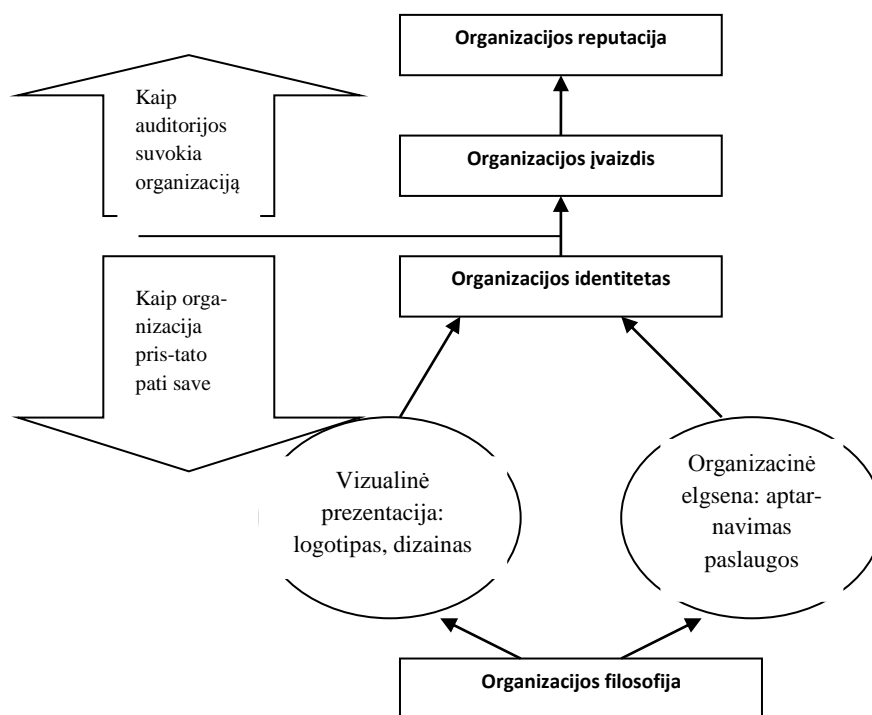 Organizacijos reputacija
Kaip
auditorijos
suvokia
organizaciją
Organizacijos įvaizdis
Organizacijos identitetas
Kaip orga-
nizacija
pris-tato
pati save
Vizualinė
prezentacija:
logotipas, dizainas
Organizacinė
elgsena: aptar-
navimas
paslaugos
Organizacijos filosofija